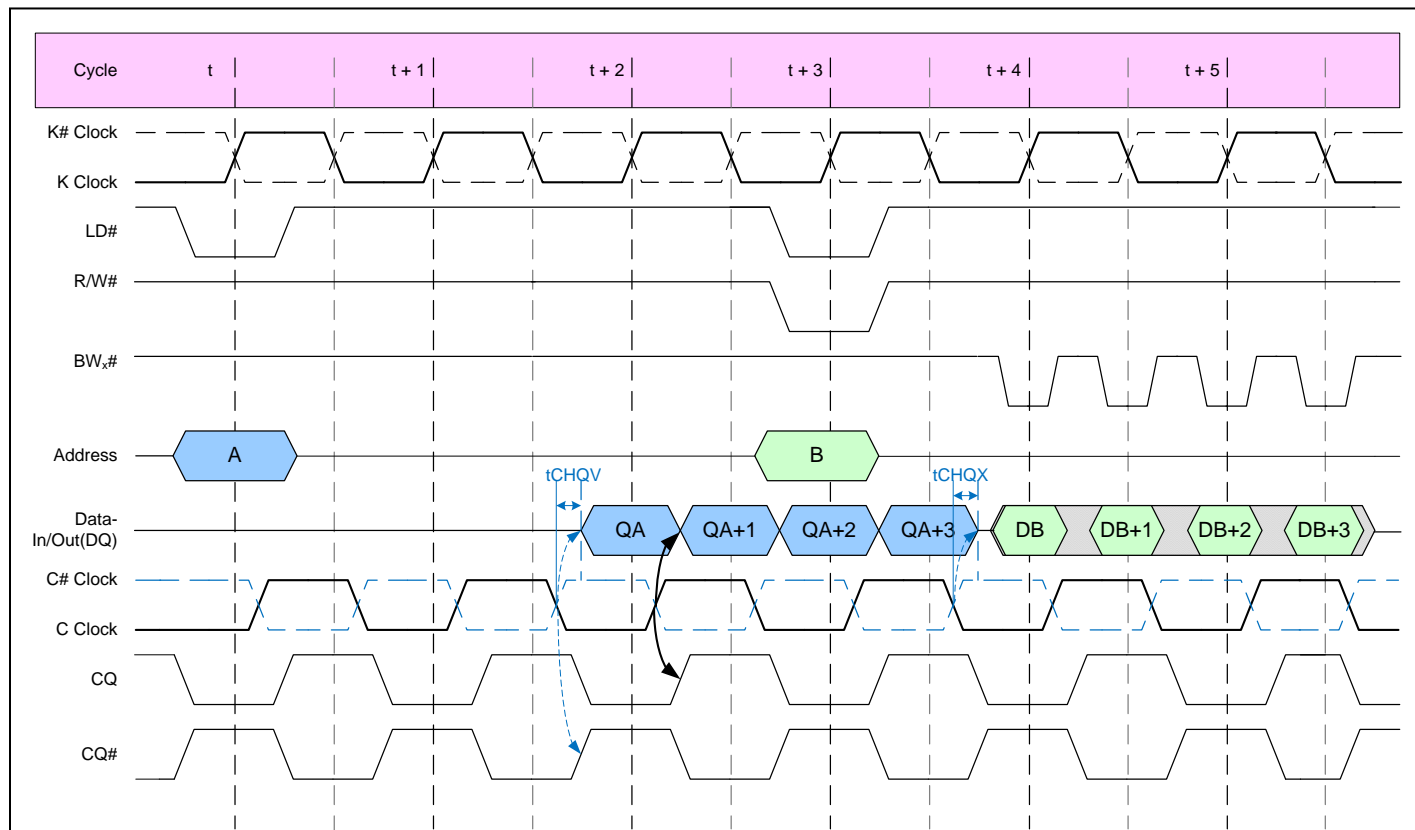 Cycle t t + 1 t + 2 t + 3 t + 4 t + 5
K# Clock
K Clock
LD#
R/W#
BWx#
Address A B
tCHQV tCHQX
Data-
In/Out(DQ) QA QA+1 QA+2 QA+3 DB DB+1 DB+2 DB+3
C# Clock
C Clock
CQ
CQ#